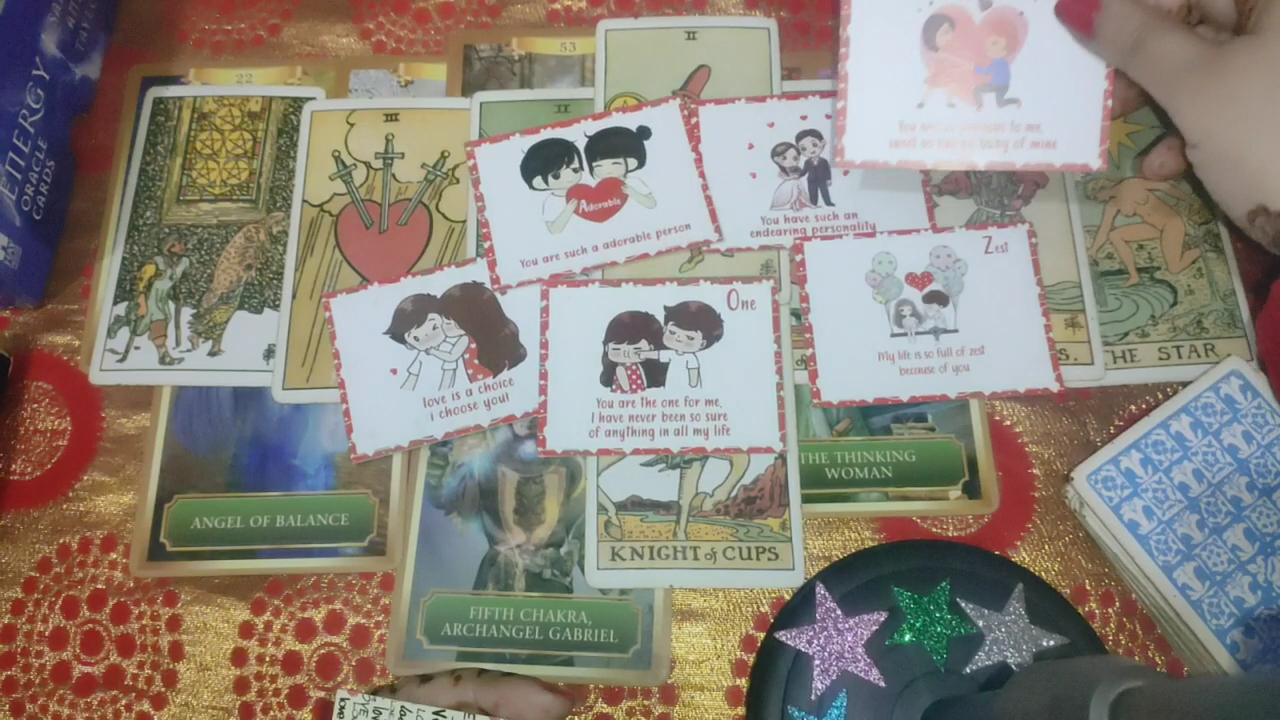 ENERGY
ORACLE
CARDS
22
53
II
III
II
Adorable
You are such a adorable person
You have such an
endearing personality
Zest
My life is so full of zest
because of you
love is a choice
i choose you!
One
You are the one for me,
I have never been so sure
of anything in all my life
THE STAR
THE THINKING
WOMAN
ANGEL OF BALANCE
KNIGHT of CUPS.
FIFTH CHAKRA,
ARCHANGEL GABRIEL